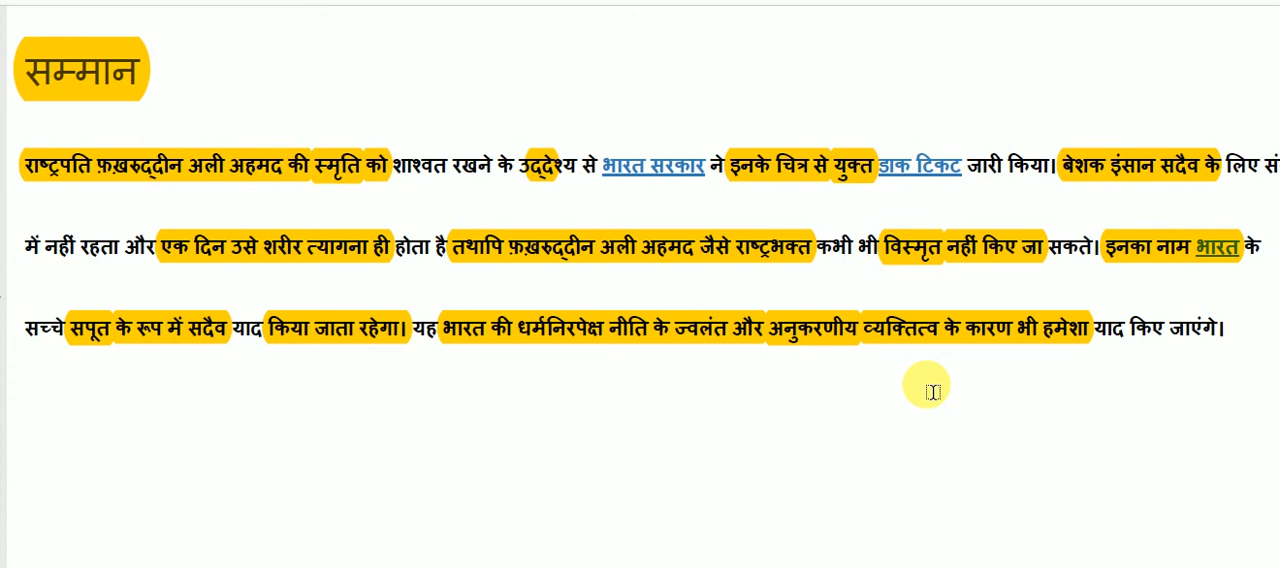 सम्मान
राष्ट्रपति फ़ख़रुद्दीन अली अहमद की स्मृति को शाश्वत रखने के उद्देश्य से भारत सरकार ने इनके चित्र से युक्त डाक टिकट जारी किया। बेशक इंसान सदैव के लिए
में नहीं रहता और एक दिन उसे शरीर त्यागना ही होता है तथापि फ़ख़रुद्दीन अली अहमद जैसे राष्ट्रभक्त कभी भी विस्मृत नहीं किए जा सकते। इनका नाम भारत के
सच्चे सपूत के रूप में सदैव याद किया जाता रहेगा। यह भारत की धर्मनिरपेक्ष नीति के ज्वलंत और अनुकरणीय व्यक्तितत्व के कारण भी हमेशा याद किए जाएंगे।